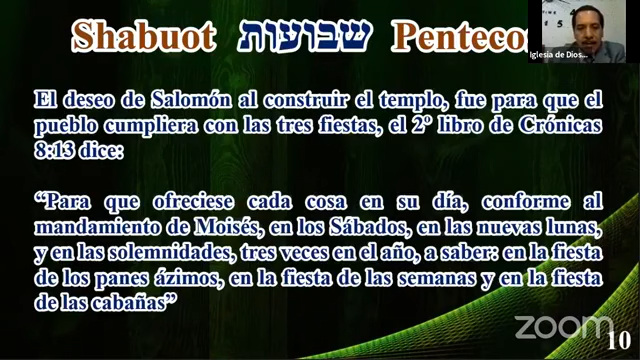 Shabuot שבועות Pentecos
Iglesia de Dios...
El deseo de Salomón al construir el templo, fue para que el
pueblo cumpliera con las tres fiestas, el 2º libro de Crónicas
8:13 dice:
“Para que ofreciese cada cosa en su día, conforme al
mandamiento de Moisés, en los Sábados, en las nuevas lunas,
y en las solemnidades, tres veces en el año, a saber: en la fiesta
de los panes ázimos, en la fiesta de las semanas y en la fiesta
de las cabañas”
zoom
10